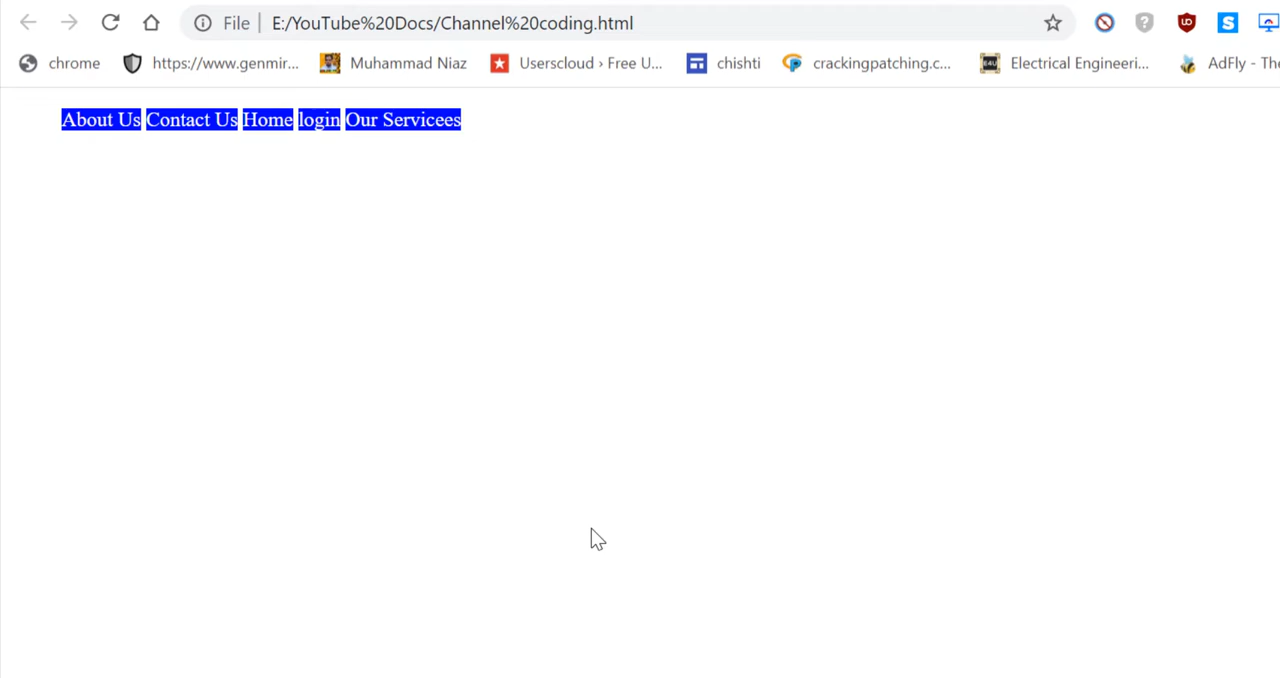 File E:/YouTube%20Docs/Channel%20coding.html
chrome https://www.genmir... Muhammad Niaz Userscloud › Free U... chishti crackingpatching.c... Electrical Engineeri... AdFly - The
About Us Contact Us Home login Our Servicees